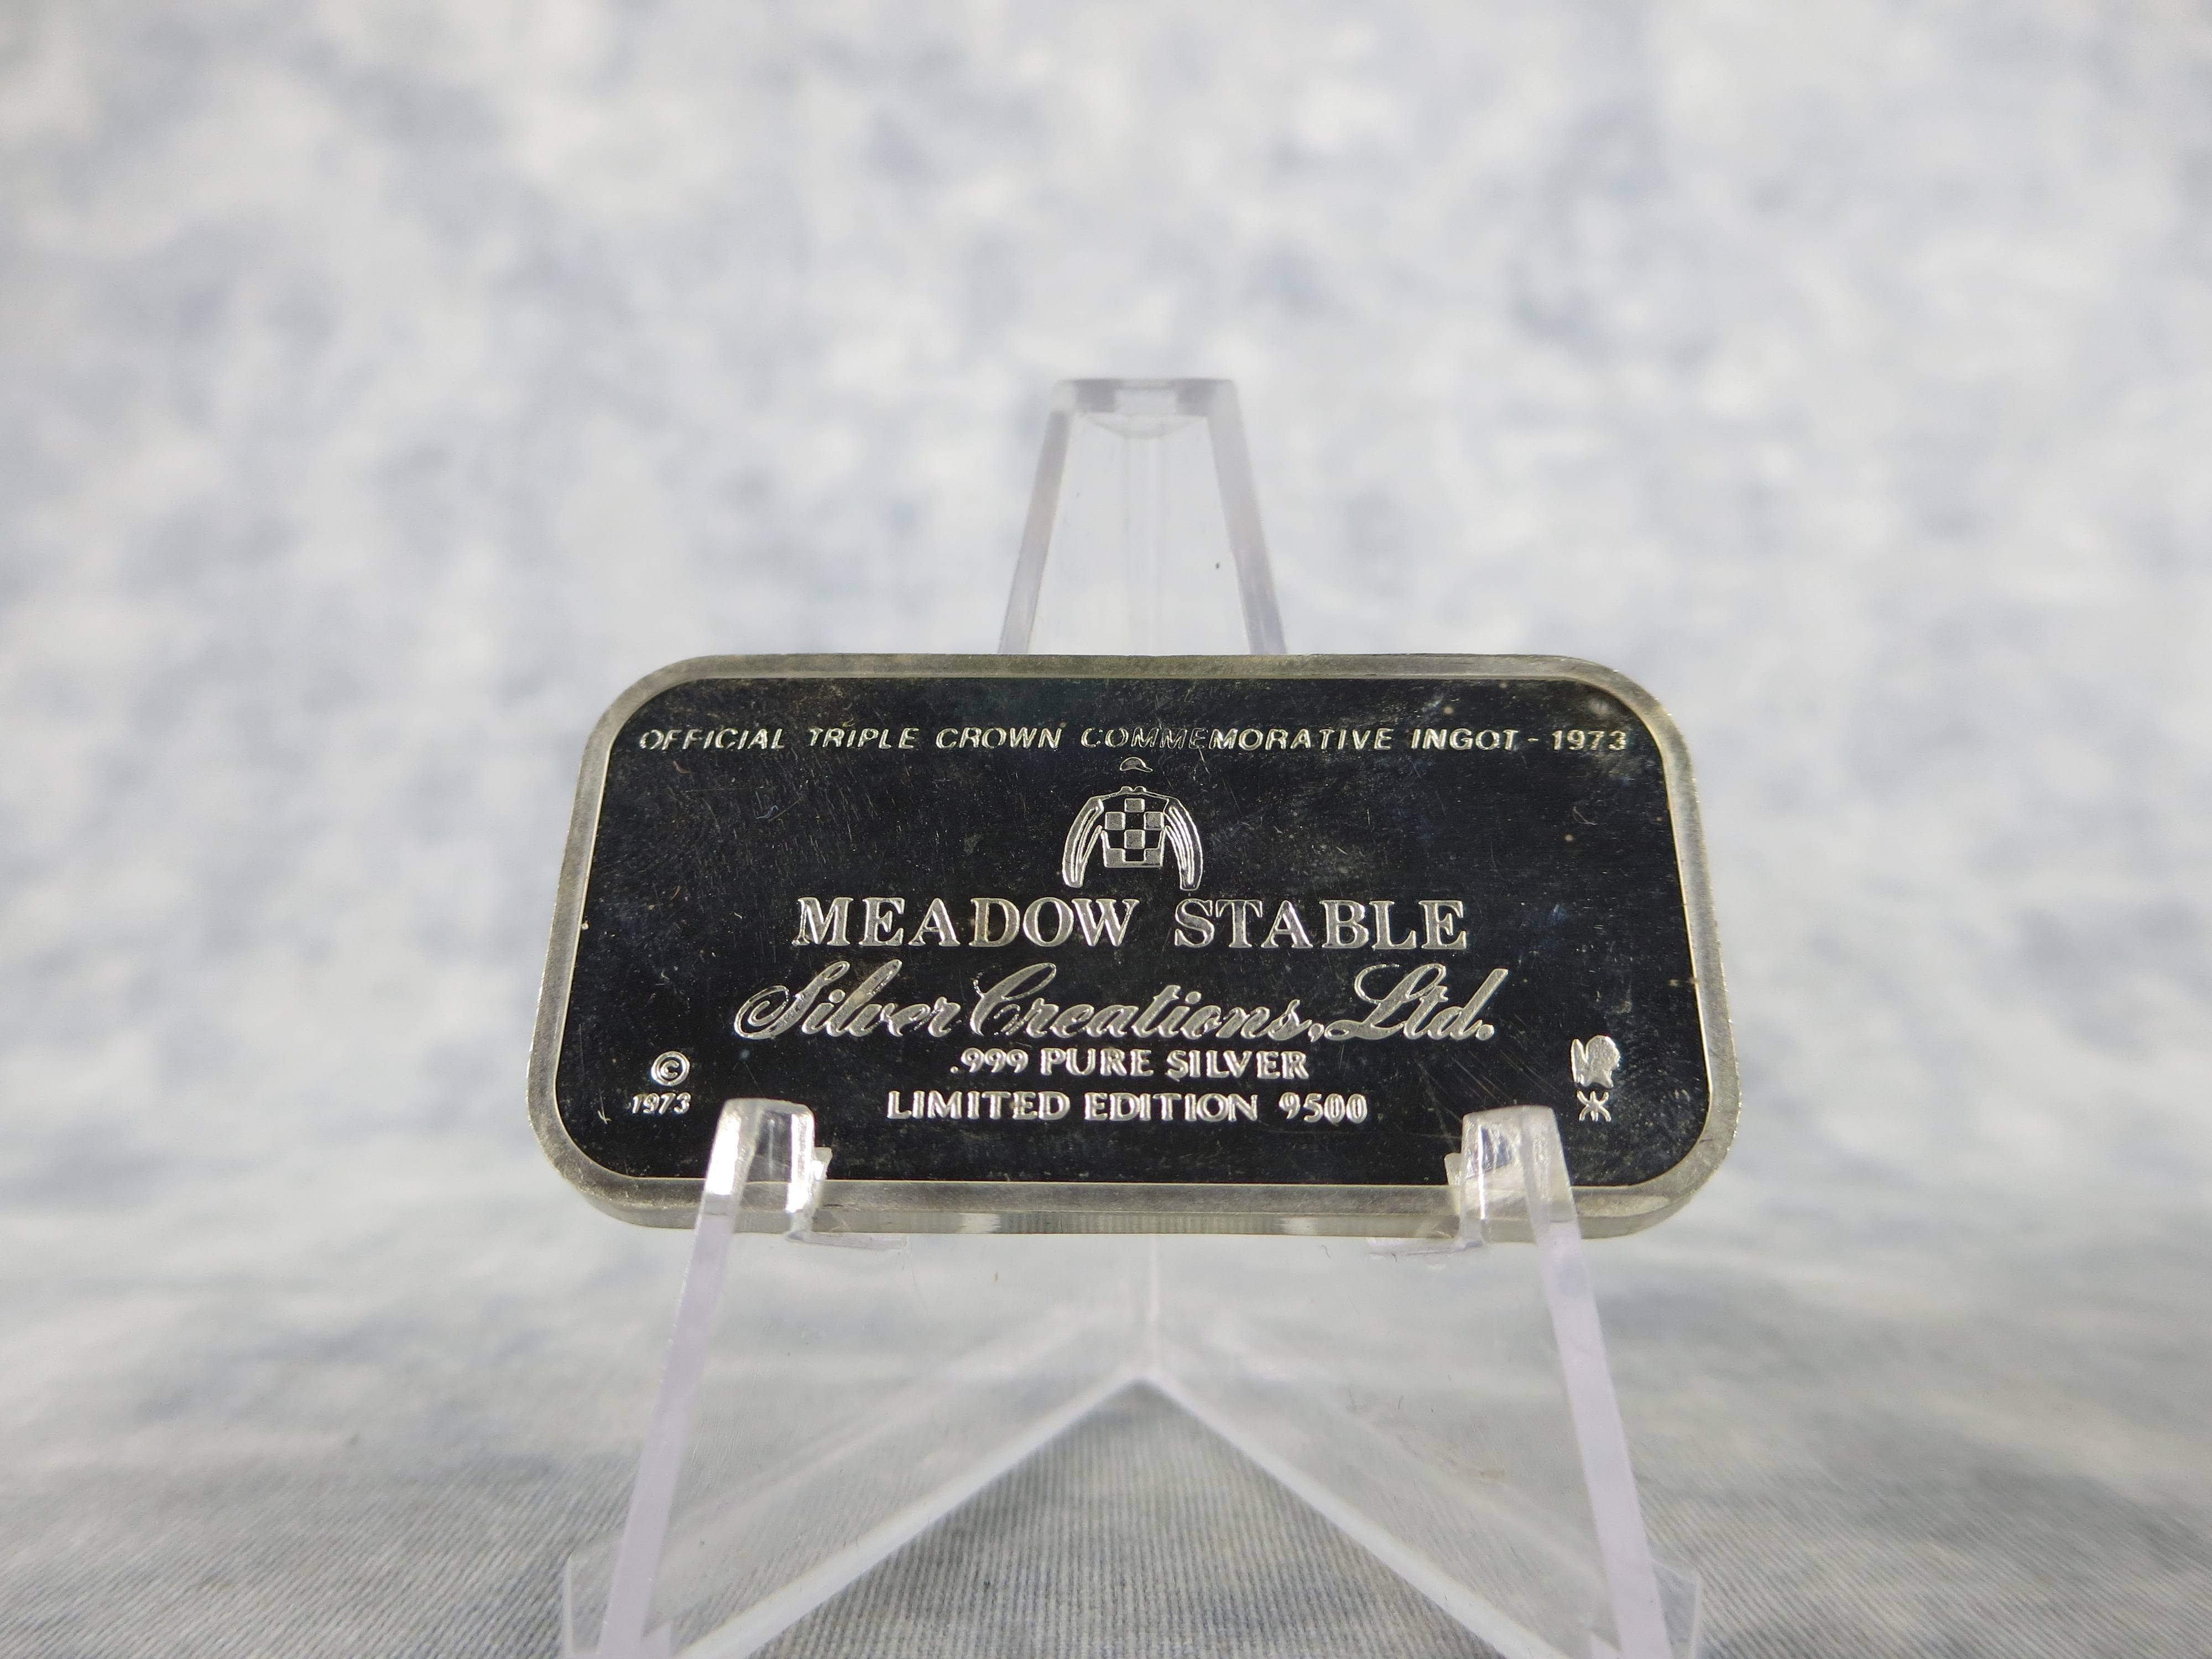 OFFICIAL TRIPLE CROWN COMMEMORATIVE INGOT - 1973
MEADOW STABLE
Silver Creations, Ltd.
.999 PURE SILVER
LIMITED EDITION 9500
©
1973